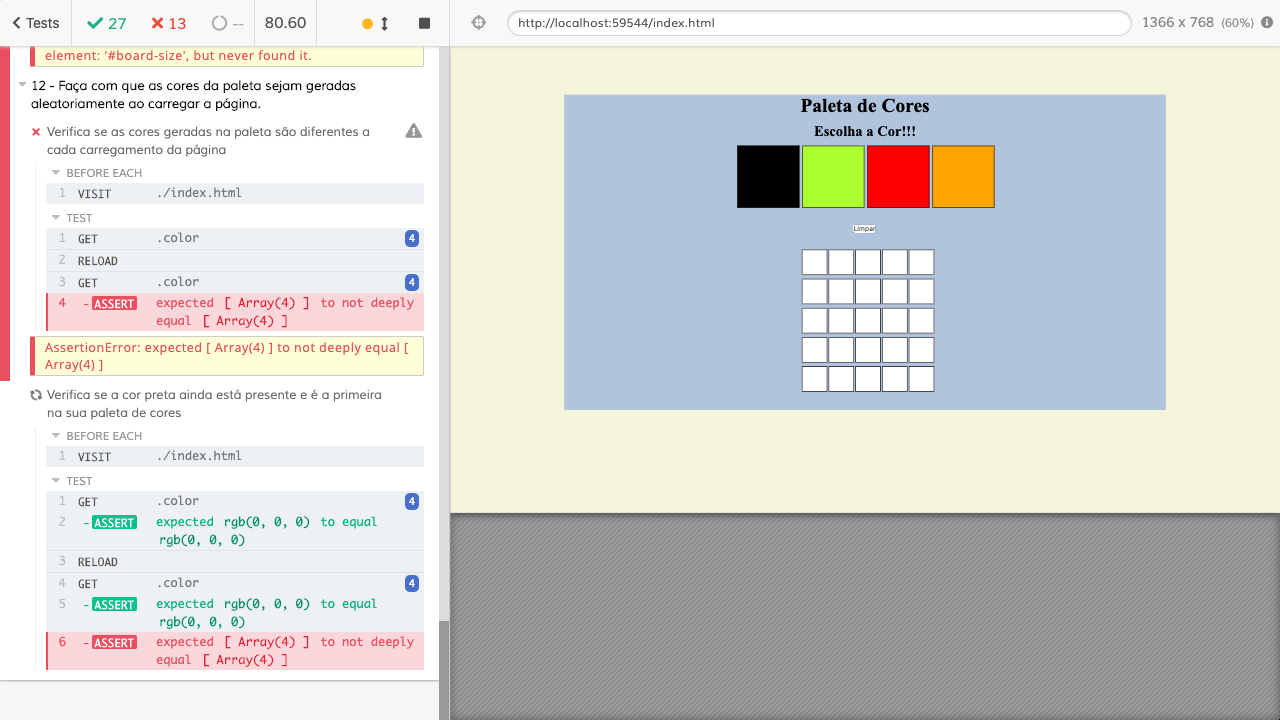 Tests 27 13 -- 80.60 http://localhost:59544/index.html 1366 x 768 (60%)
element: '#board-size', but never found it.
12 - Faça com que as cores da paleta sejam geradas
aleatoriamente ao carregar a página.
Verifica se as cores geradas na paleta são diferentes a
cada carregamento da página
BEFORE EACH
1 VISIT ./index.html
TEST
1 GET .color 4
2 RELOAD
3 GET .color 4
4 -ASSERT expected [ Array(4) ] to not deeply
equal [ Array(4) ]
AssertionError: expected [ Array(4) ] to not deeply equal [
Array(4) ]
Verifica se a cor preta ainda está presente e é a primeira
na sua paleta de cores
BEFORE EACH
1 VISIT ./index.html
TEST
1 GET .color 4
2 -ASSERT expected rgb(0, 0, 0) to equal
rgb(0, 0, 0)
3 RELOAD
4 GET .color 4
5 -ASSERT expected rgb(0, 0, 0) to equal
rgb(0, 0, 0)
6 -ASSERT expected [ Array(4) ] to not deeply
equal [ Array(4) ]
Paleta de Cores
Escolha a Cor!!!
Limpar